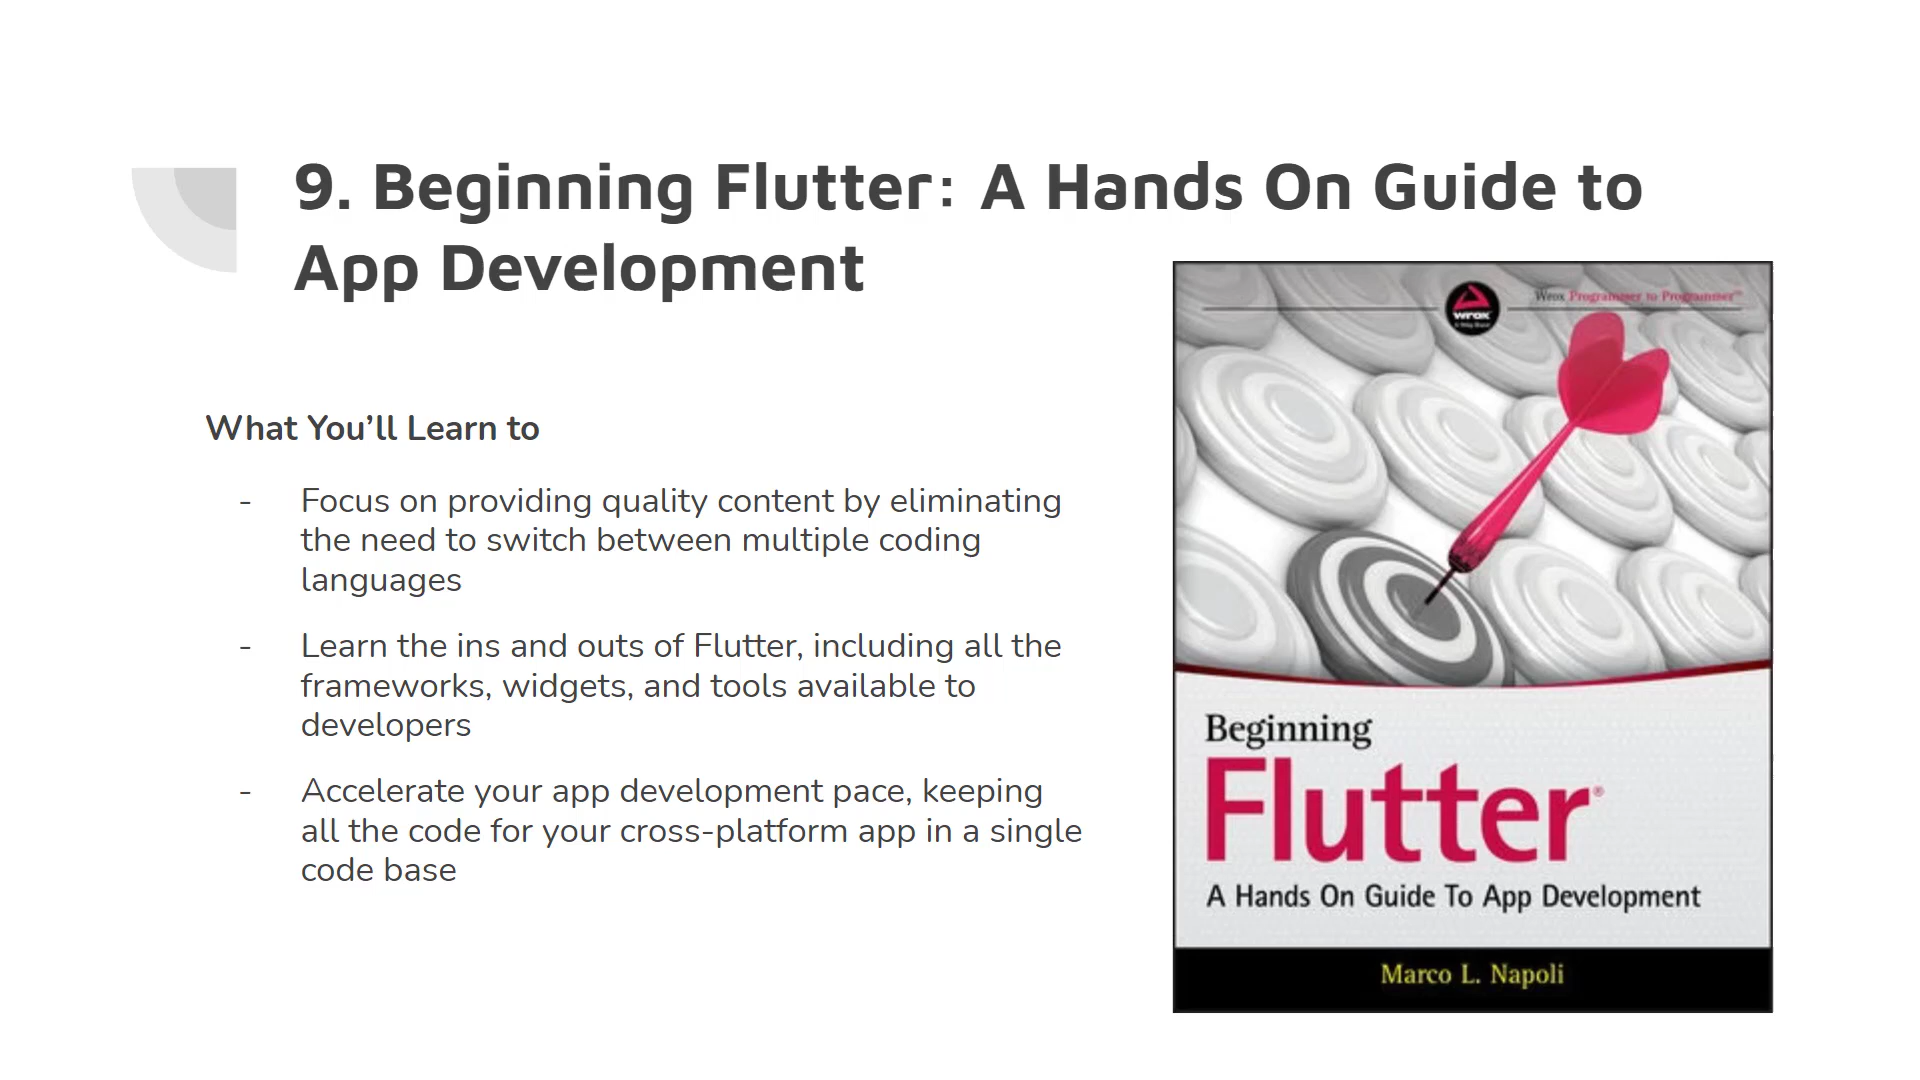 9. Beginning Flutter: A Hands On Guide to
App Development
What You’ll Learn to
- Focus on providing quality content by eliminating
the need to switch between multiple coding
languages
- Learn the ins and outs of Flutter, including all the
frameworks, widgets, and tools available to
developers
- Accelerate your app development pace, keeping
all the code for your cross-platform app in a single
code base
wrox
A Wiley Brand
Wrox Programmer to Programmer™
Beginning
Flutter®
A Hands On Guide To App Development
Marco L. Napoli